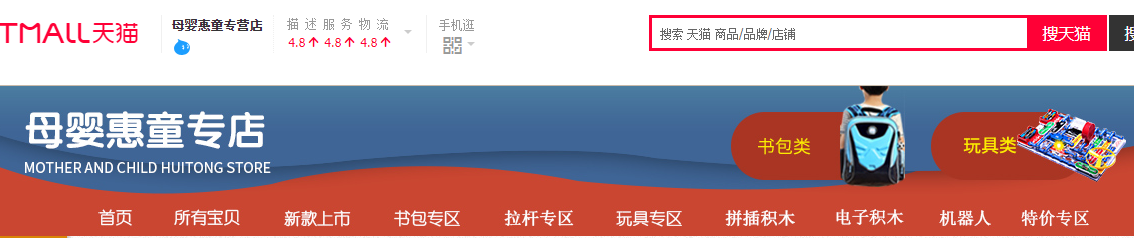 TMALL天猫
母婴惠童专营店
描 述 服 务 物 流
4.8 4.8 4.8
手机逛
搜索 天猫 商品/品牌/店铺
搜天猫
搜
母婴惠童专店
MOTHER AND CHILD HUITONG STORE
书包类
玩具类
首页 所有宝贝 新款上市 书包专区 拉杆专区 玩具专区 拼插积木 电子积木 机器人 特价专区